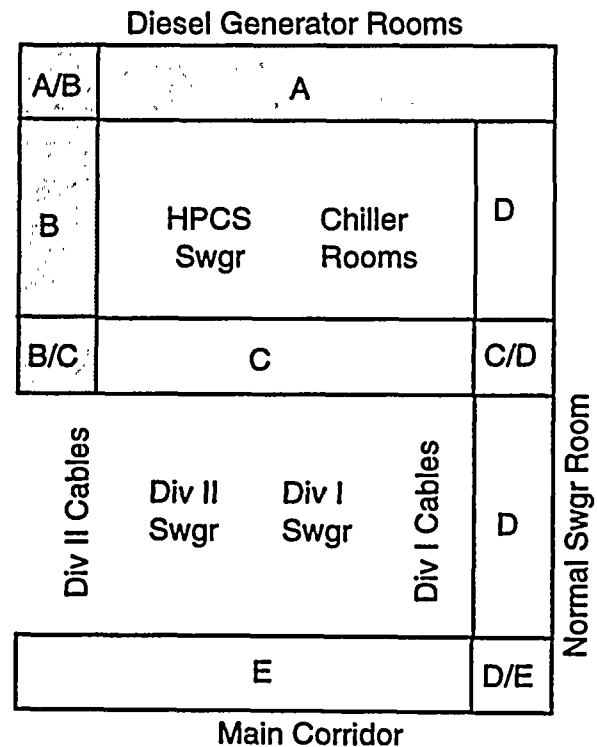 Diesel Generator Rooms
A/B
A
B
HPCS
Swgr
Chiller
Rooms
D
B/C
C
C/D
Div II Cables
Div II
Swgr
Div I
Swgr
Div I Cables
D
Normal Swgr Room
E
D/E
Main Corridor